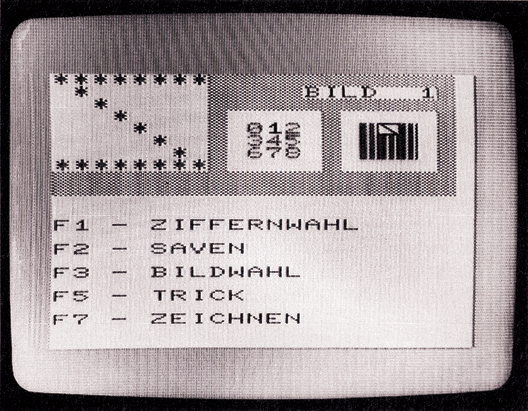 ********
*
*
*
*
*
*
********
BILD 1
012
345
678
F1 - ZIFFERNWAHL
F2 - SAVEN
F3 - BILDWAHL
F5 - TRICK
F7 - ZEICHNEN